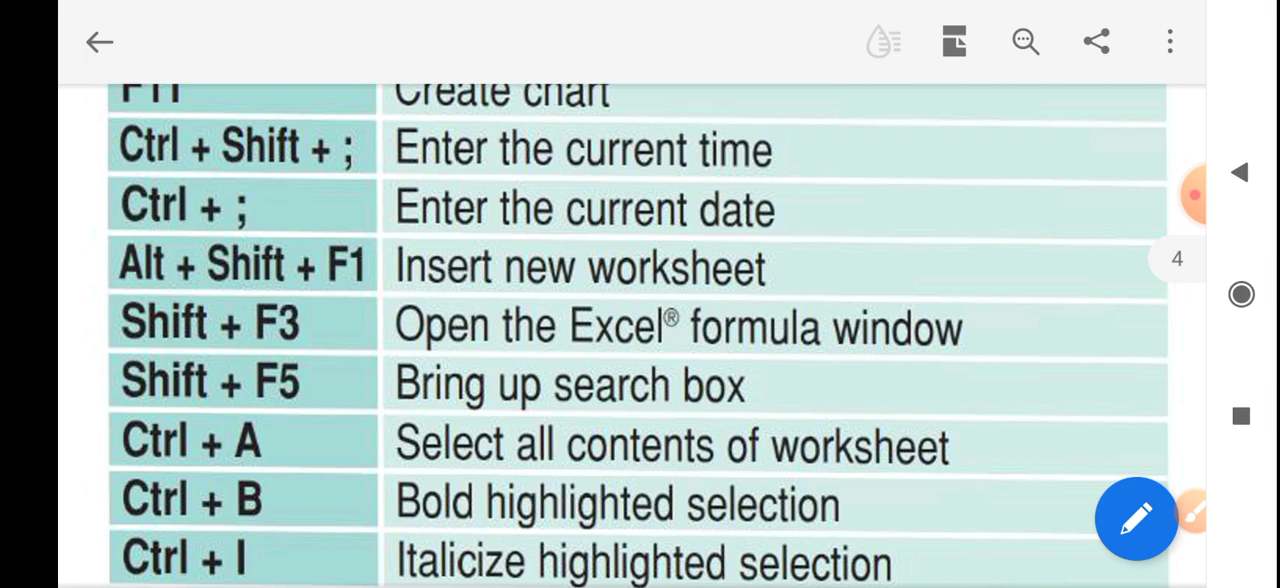 F11 Create chart
Ctrl + Shift + ; Enter the current time
Ctrl + ; Enter the current date
Alt + Shift + F1 Insert new worksheet
4
Shift + F3 Open the Excel® formula window
Shift + F5 Bring up search box
Ctrl + A Select all contents of worksheet
Ctrl + B Bold highlighted selection
Ctrl + I Italicize highlighted selection